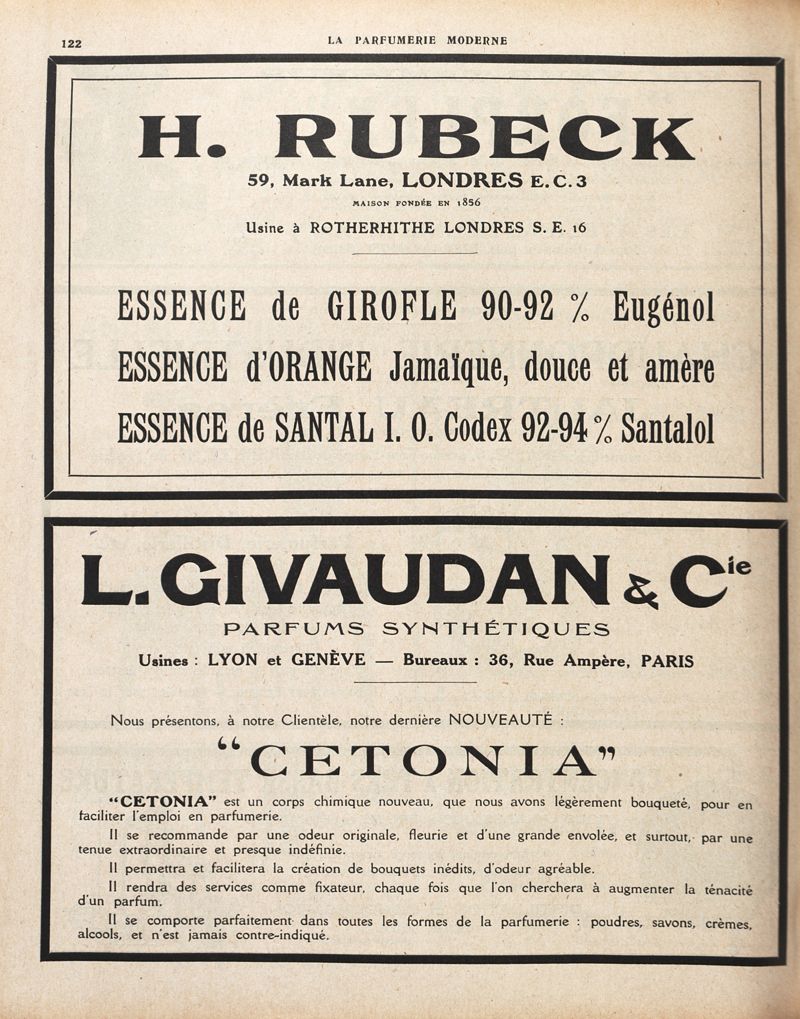 122
LA PARFUMERIE MODERNE
H. RUBECK
59, Mark Lane, LONDRES E. C. 3
MAISON FONDÉE EN 1856
Usine à ROTHERHITHE LONDRES S. E. 16
ESSENCE de GIROFLE 90-92 % Eugénol
ESSENCE d'ORANGE Jamaïque, douce et amère
ESSENCE de SANTAL I. O. Codex 92-94 % Santalol
L. GIVAUDAN & Cie
PARFUMS SYNTHÉTIQUES
Usines : LYON et GENÈVE — Bureaux : 36, Rue Ampère, PARIS
Nous présentons, à notre Clientèle, notre dernière NOUVEAUTÉ :
“CETONIA”
“CETONIA” est un corps chimique nouveau, que nous avons légèrement bouqueté, pour en
faciliter l'emploi en parfumerie.
Il se recommande par une odeur originale, fleurie et d'une grande envolée, et surtout, par une
tenue extraordinaire et presque indéfinie.
Il permettra et facilitera la création de bouquets inédits, d'odeur agréable.
Il rendra des services comme fixateur, chaque fois que l'on cherchera à augmenter la ténacité
d'un parfum.
Il se comporte parfaitement dans toutes les formes de la parfumerie : poudres, savons, crèmes,
alcools, et n'est jamais contre-indiqué.